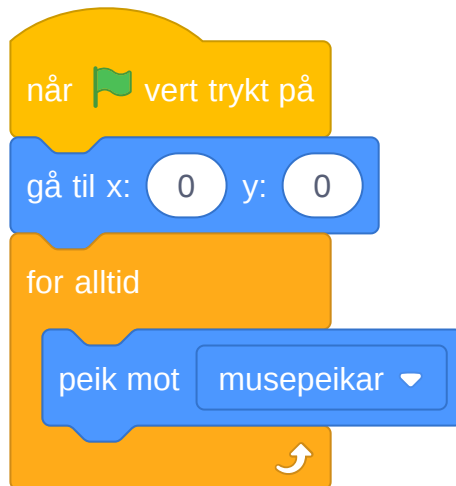 når vert trykt på
gå til x: 0 y: 0
for alltid
peik mot musepeikar